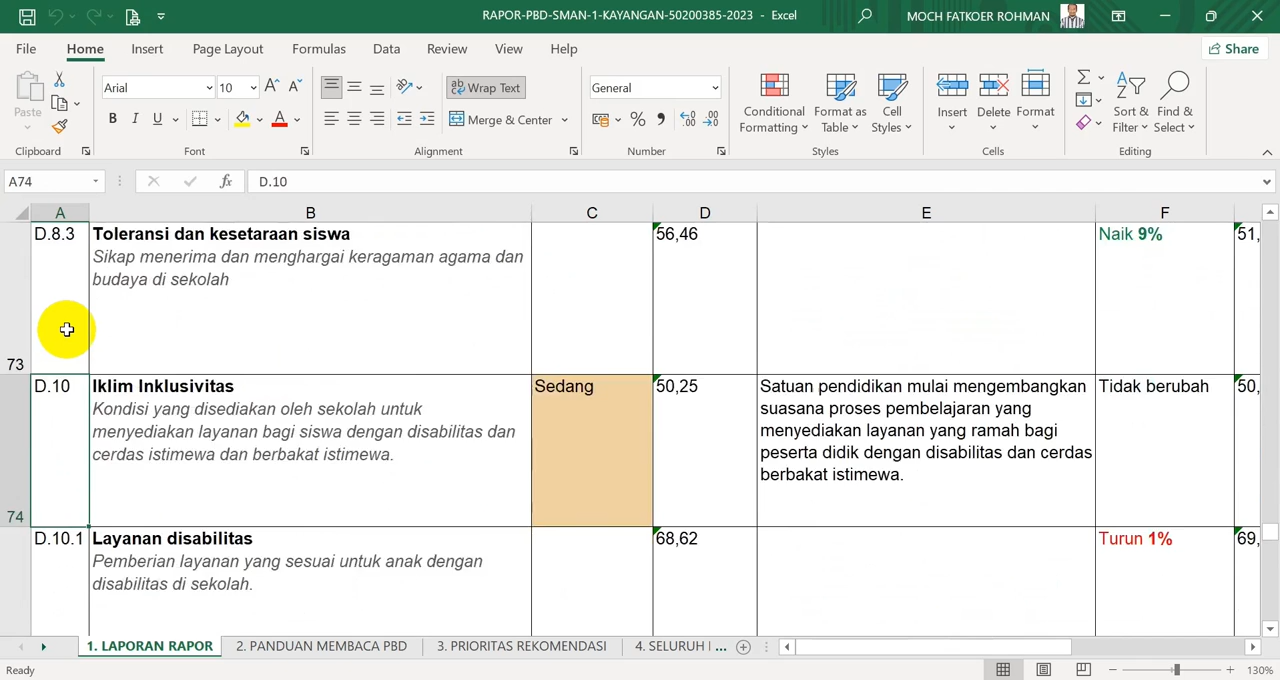 RAPOR-PBD-SMAN-1-KAYANGAN-50200385-2023 - Excel
MOCH FATKOER ROHMAN
File Home Insert Page Layout Formulas Data Review View Help
Share
Paste
Clipboard
Arial 10
B I U
Font
Wrap Text
Merge & Center
Alignment
General
Number
Conditional Formatting
Format as Table
Cell Styles
Styles
Insert
Delete
Format
Cells
Sort & Filter
Find & Select
Editing
A74
fx
D.10
A B C D E F
73
D.8.3
Toleransi dan kesetaraan siswa
Sikap menerima dan menghargai keragaman agama dan
budaya di sekolah
56,46
Naik 9%
51,
74
D.10
Iklim Inklusivitas
Kondisi yang disediakan oleh sekolah untuk
menyediakan layanan bagi siswa dengan disabilitas dan
cerdas istimewa dan berbakat istimewa.
Sedang
50,25
Satuan pendidikan mulai mengembangkan
suasana proses pembelajaran yang
menyediakan layanan yang ramah bagi
peserta didik dengan disabilitas dan cerdas
berbakat istimewa.
Tidak berubah
50,
D.10.1
Layanan disabilitas
Pemberian layanan yang sesuai untuk anak dengan
disabilitas di sekolah.
68,62
Turun 1%
69,
1. LAPORAN RAPOR
2. PANDUAN MEMBACA PBD
3. PRIORITAS REKOMENDASI
4. SELURUH I ...
Ready
130%